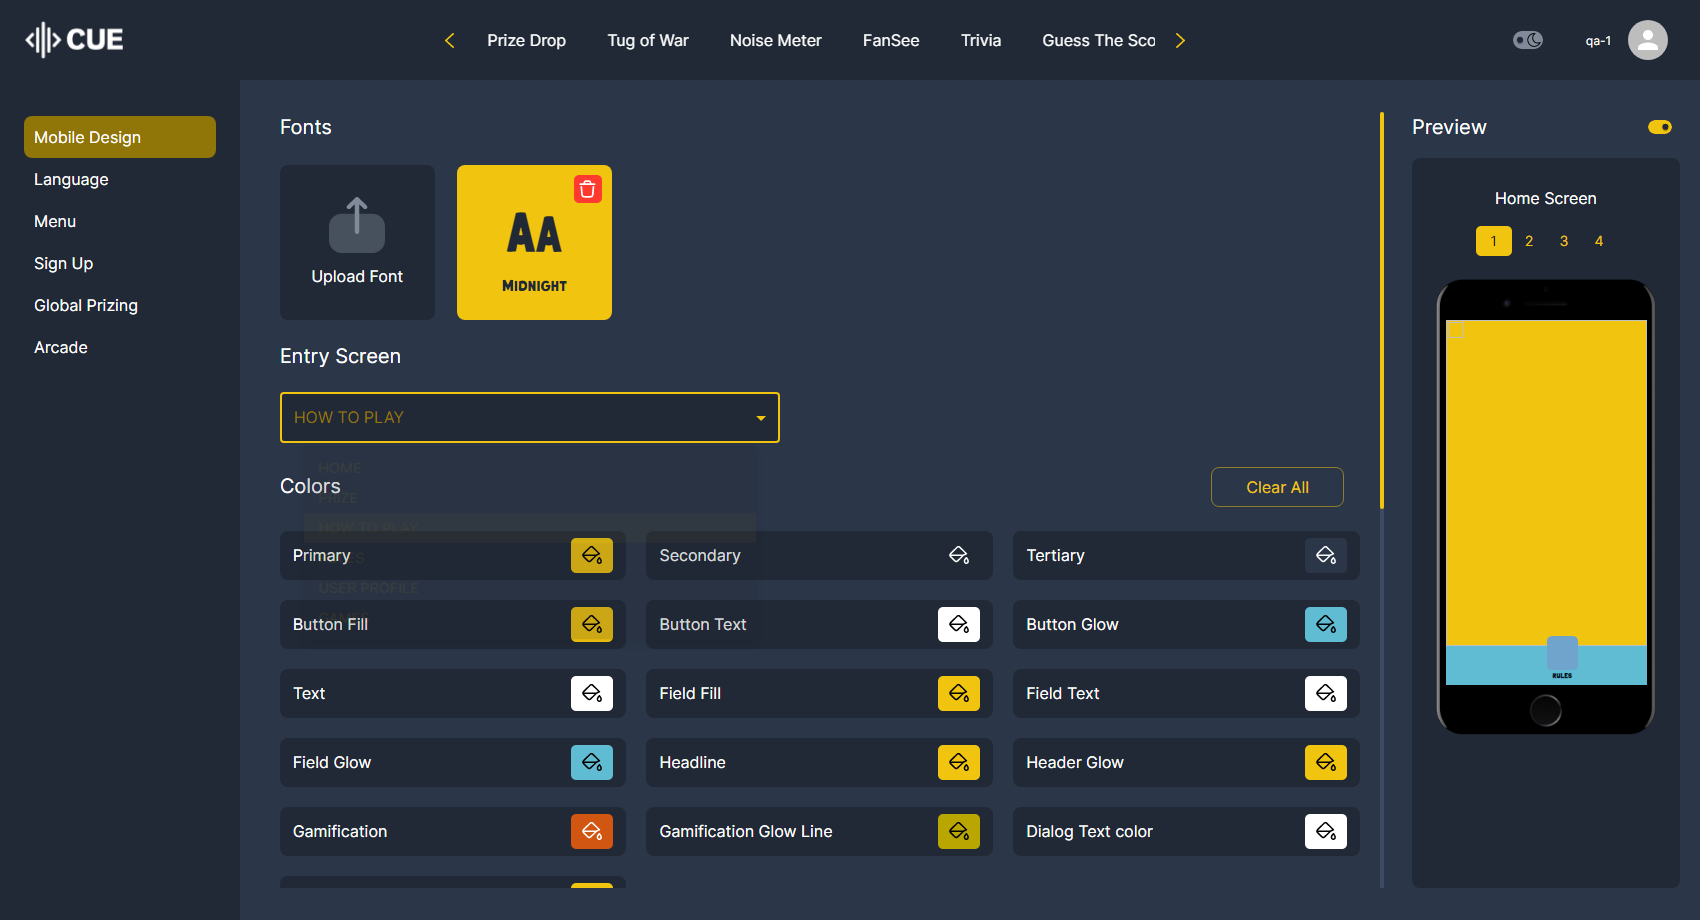 CUE
Prize Drop
Tug of War
Noise Meter
FanSee
Trivia
Guess The Sco
qa-1
Mobile Design
Language
Menu
Sign Up
Global Prizing
Arcade
Fonts
Upload Font
AA
MIDNIGHT
Entry Screen
HOW TO PLAY
HOME
Colors
HOW TO PLAY
USER PROFILE
GAMES
Clear All
Primary
Secondary
Tertiary
Button Fill
Button Text
Button Glow
Text
Field Fill
Field Text
Field Glow
Headline
Header Glow
Gamification
Gamification Glow Line
Dialog Text color
Preview
Home Screen
1 2 3 4
RULES